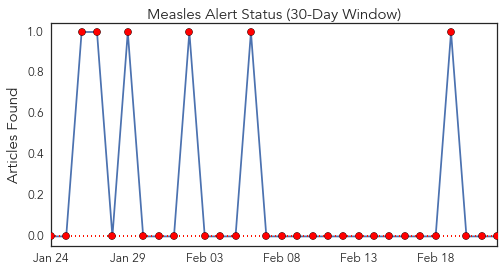 Measles Alert Status (30-Day Window)
Articles Found
1.0
0.8
0.6
0.4
0.2
0.0
Jan 24 Jan 29 Feb 03 Feb 08 Feb 13 Feb 18